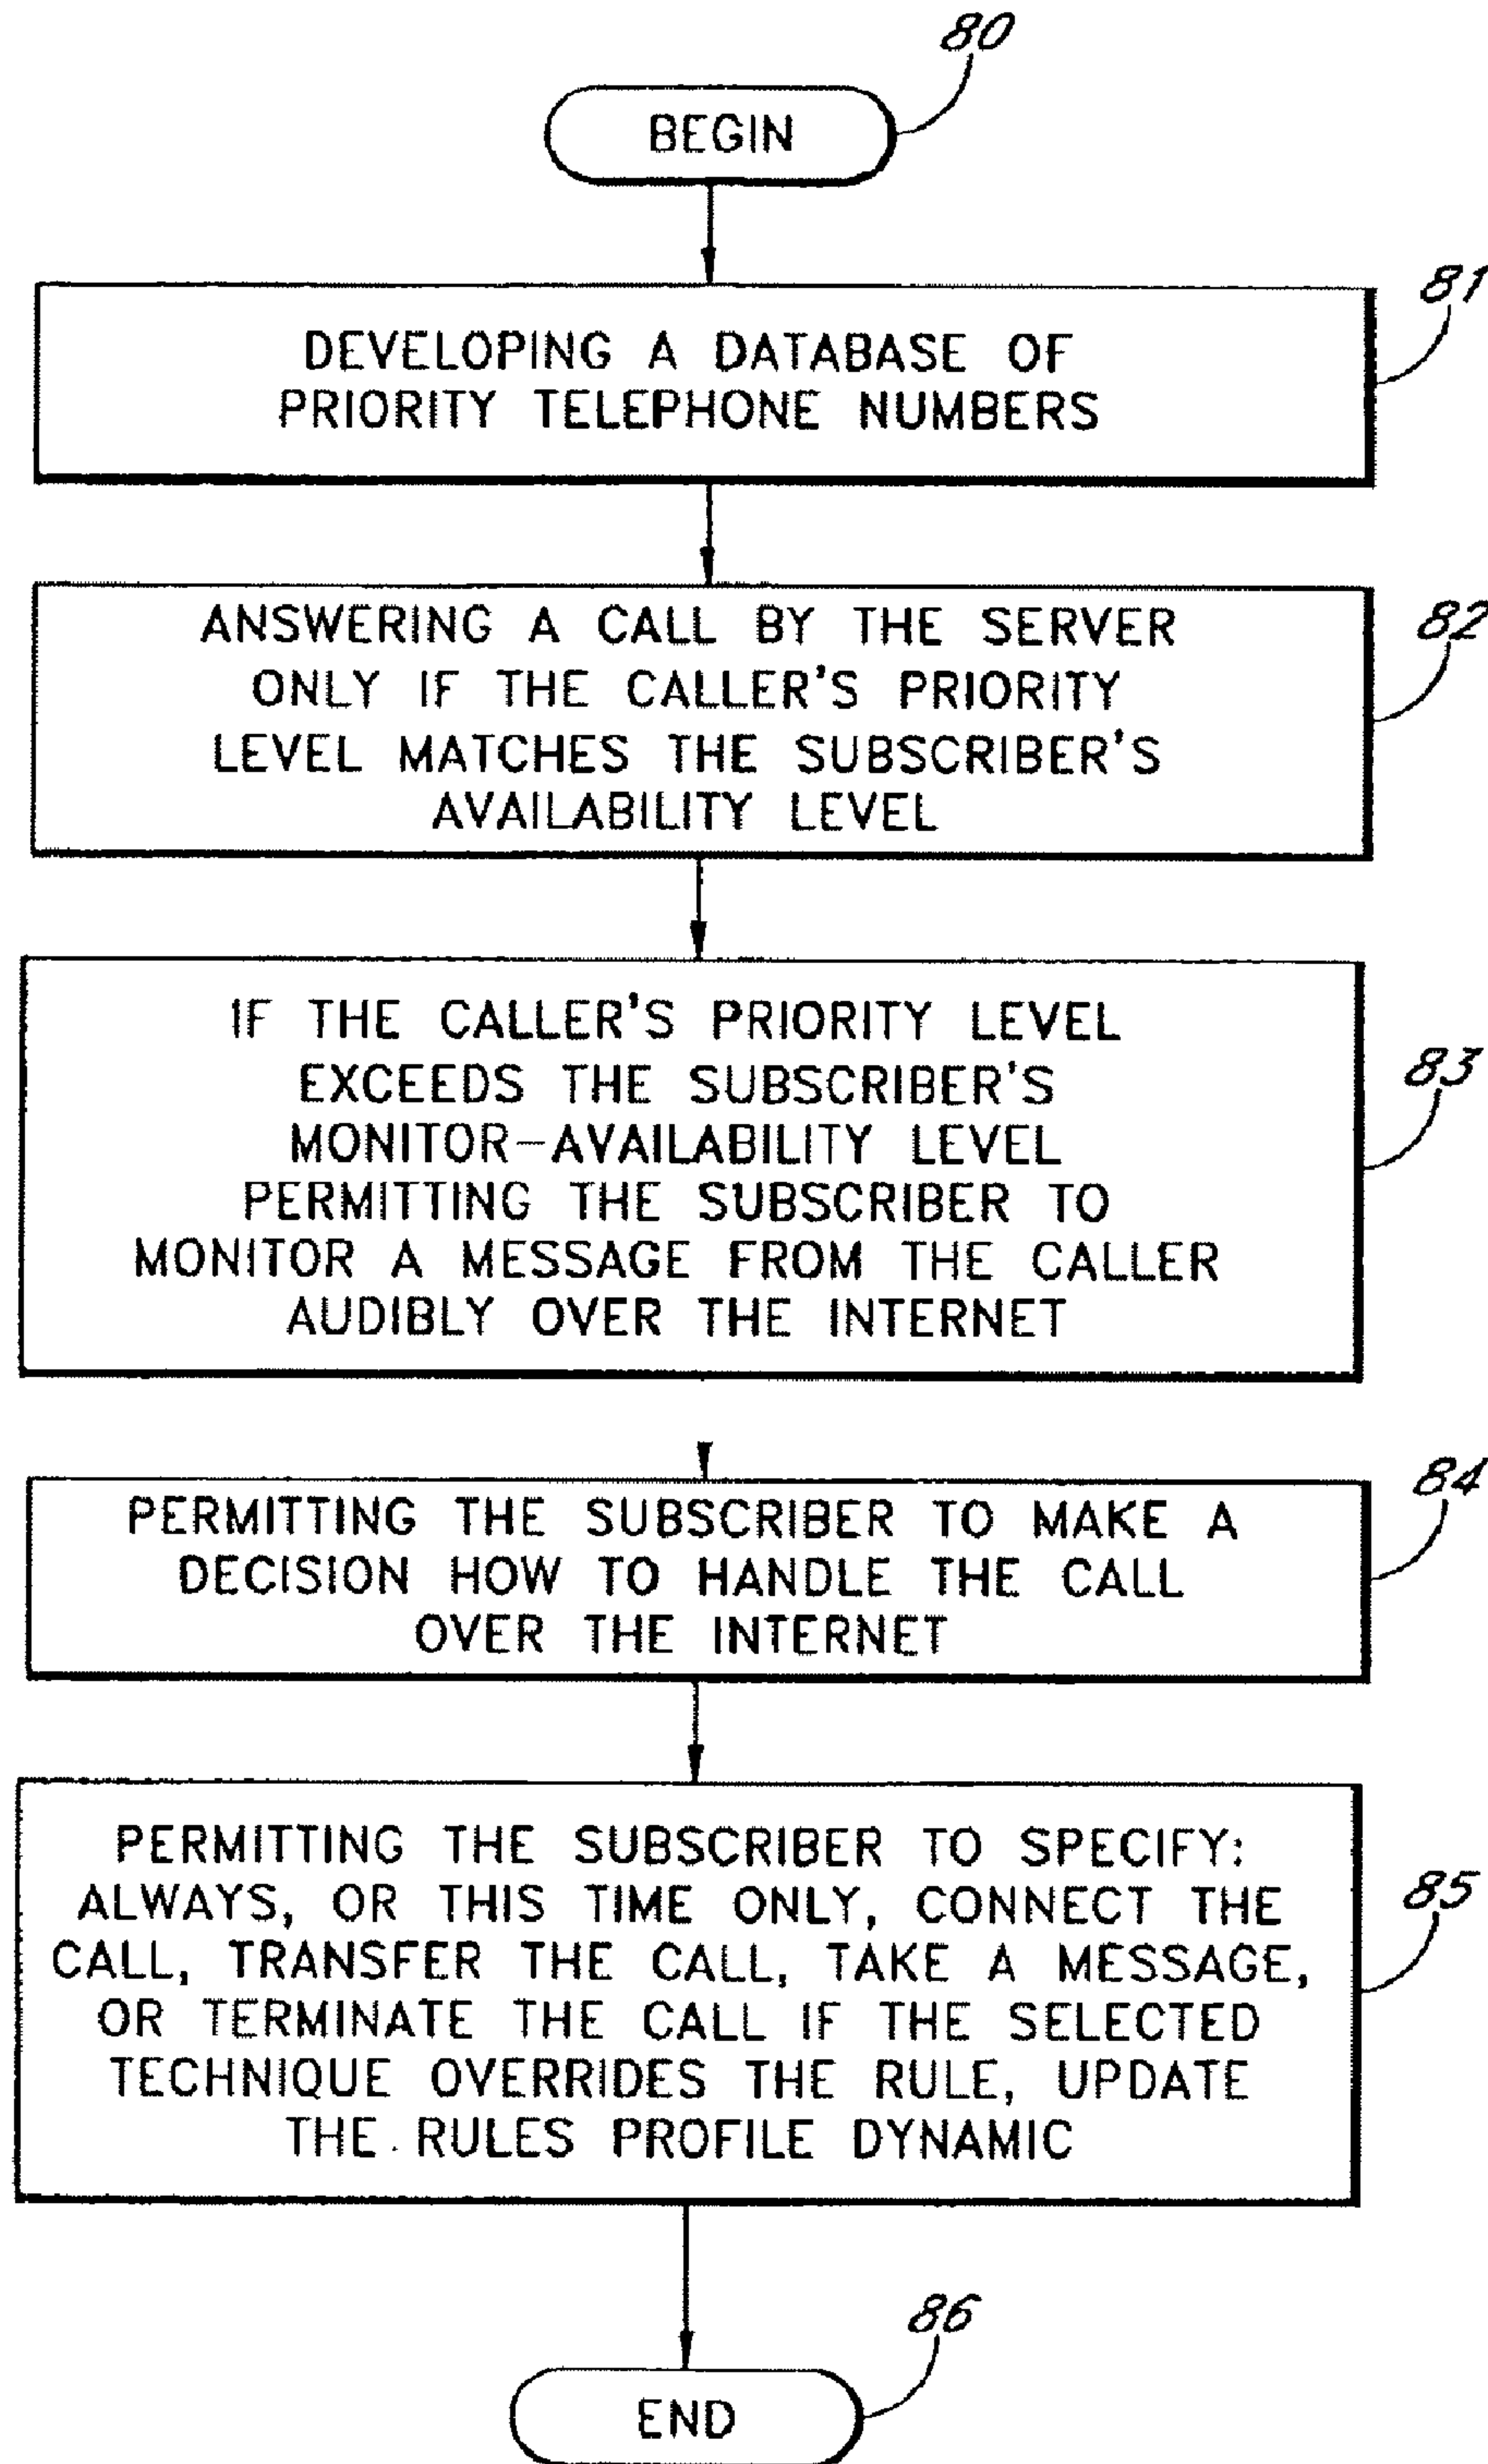 80
BEGIN
81
DEVELOPING A DATABASE OF
PRIORITY TELEPHONE NUMBERS
82
ANSWERING A CALL BY THE SERVER
ONLY IF THE CALLER'S PRIORITY
LEVEL MATCHES THE SUBSCRIBER'S
AVAILABILITY LEVEL
83
IF THE CALLER'S PRIORITY LEVEL
EXCEEDS THE SUBSCRIBER'S
MONITOR-AVAILABILITY LEVEL
PERMITTING THE SUBSCRIBER TO
MONITOR A MESSAGE FROM THE CALLER
AUDIBLY OVER THE INTERNET
84
PERMITTING THE SUBSCRIBER TO MAKE A
DECISION HOW TO HANDLE THE CALL
OVER THE INTERNET
85
PERMITTING THE SUBSCRIBER TO SPECIFY:
ALWAYS, OR THIS TIME ONLY, CONNECT THE
CALL, TRANSFER THE CALL, TAKE A MESSAGE,
OR TERMINATE THE CALL IF THE SELECTED
TECHNIQUE OVERRIDES THE RULE, UPDATE
THE RULES PROFILE DYNAMIC
86
END